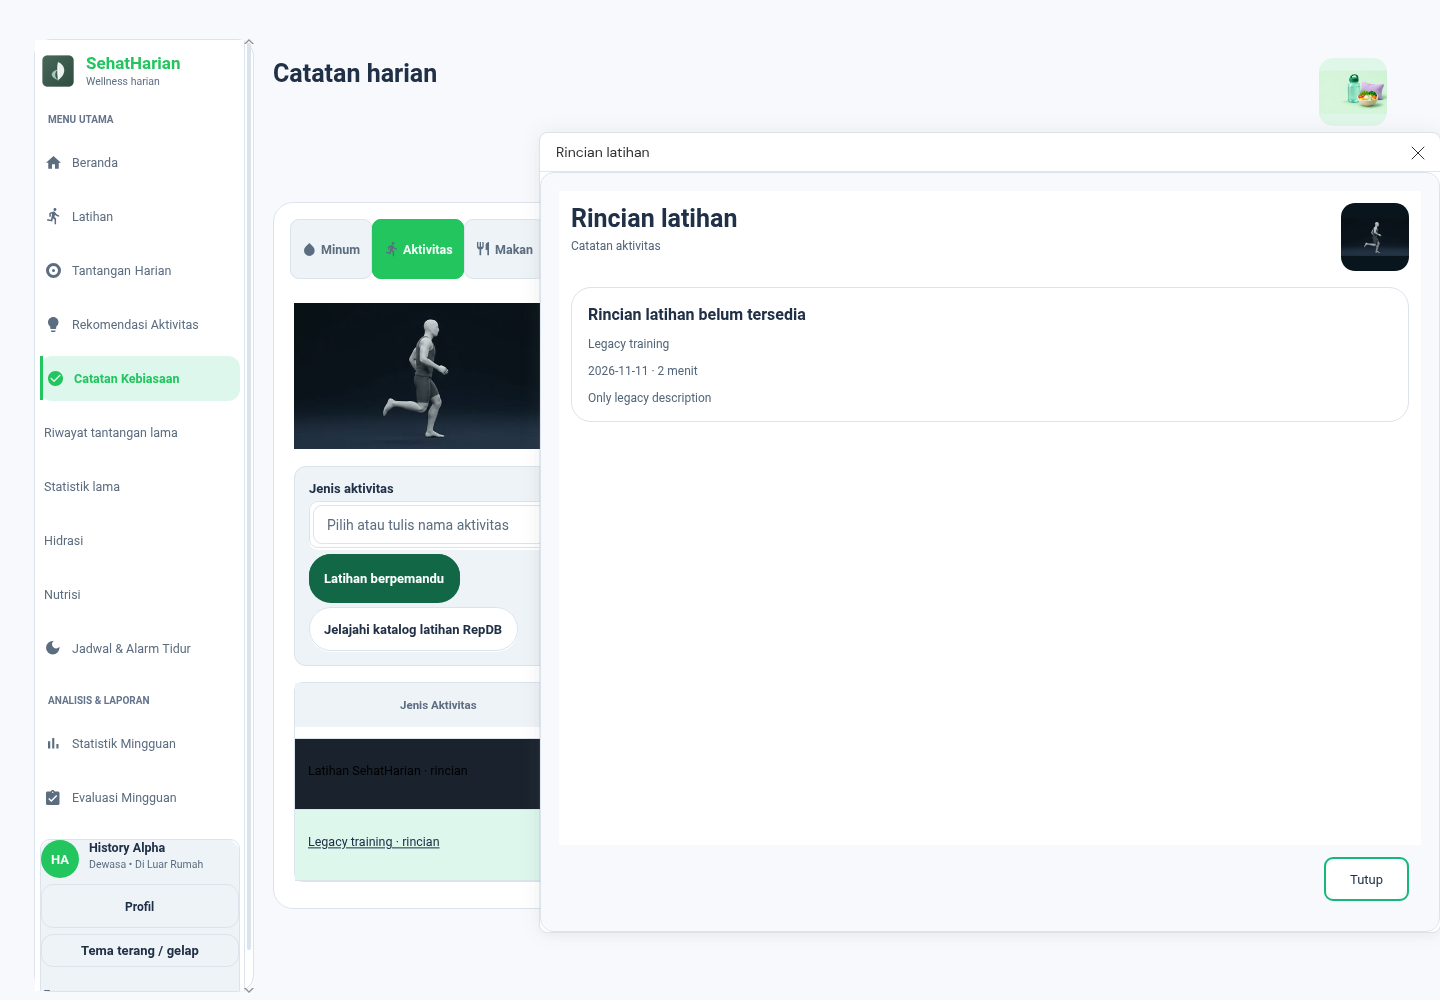 SehatHarian
Wellness harian
MENU UTAMA
Beranda
Latihan
Tantangan Harian
Rekomendasi Aktivitas
Catatan Kebiasaan
Riwayat tantangan lama
Statistik lama
Hidrasi
Nutrisi
Jadwal & Alarm Tidur
ANALISIS & LAPORAN
Statistik Mingguan
Evaluasi Mingguan
HA
History Alpha
Dewasa • Di Luar Rumah
Profil
Tema terang / gelap
Catatan harian
Minum
Aktivitas
Makan
Jenis aktivitas
Pilih atau tulis nama aktivitas
Latihan berpemandu
Jelajahi katalog latihan RepDB
Jenis Aktivitas
Latihan SehatHarian · rincian
Legacy training · rincian
Rincian latihan
Rincian latihan
Catatan aktivitas
Rincian latihan belum tersedia
Legacy training
2026-11-11 · 2 menit
Only legacy description
Tutup